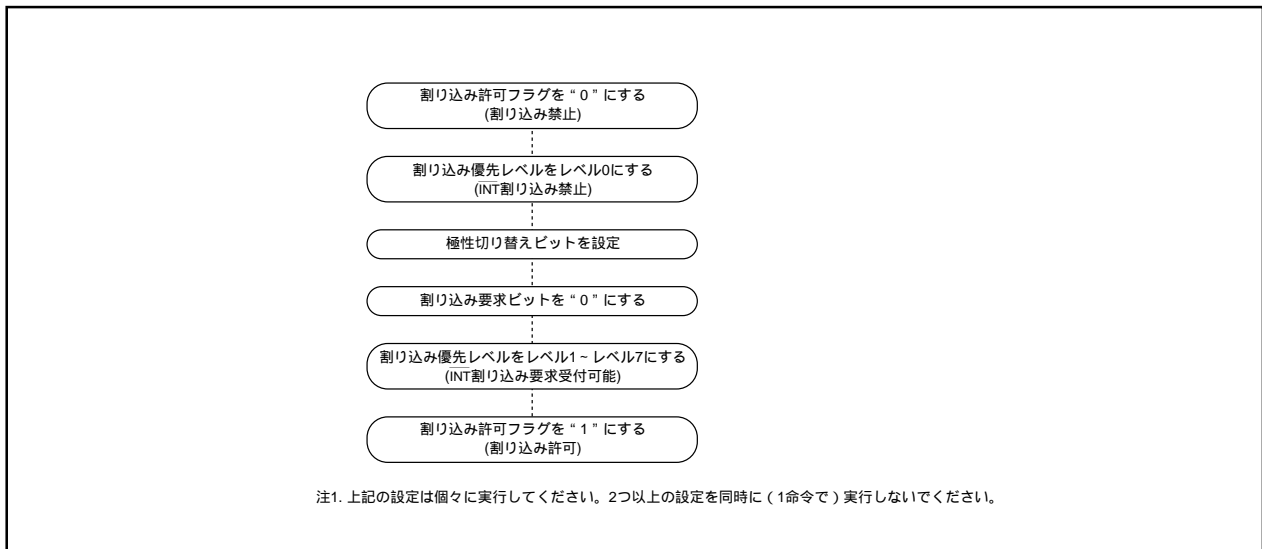 割り込み許可フラグを“0”にする
(割り込み禁止)
割り込み優先レベルをレベル0にする
(INT割り込み禁止)
極性切り替えビットを設定
割り込み要求ビットを“0”にする
割り込み優先レベルをレベル1~レベル7にする
(INT割り込み要求受付可能)
割り込み許可フラグを“1”にする
(割り込み許可)
注1. 上記の設定は個々に実行してください。2つ以上の設定を同時に(1命令で)実行しないでください。